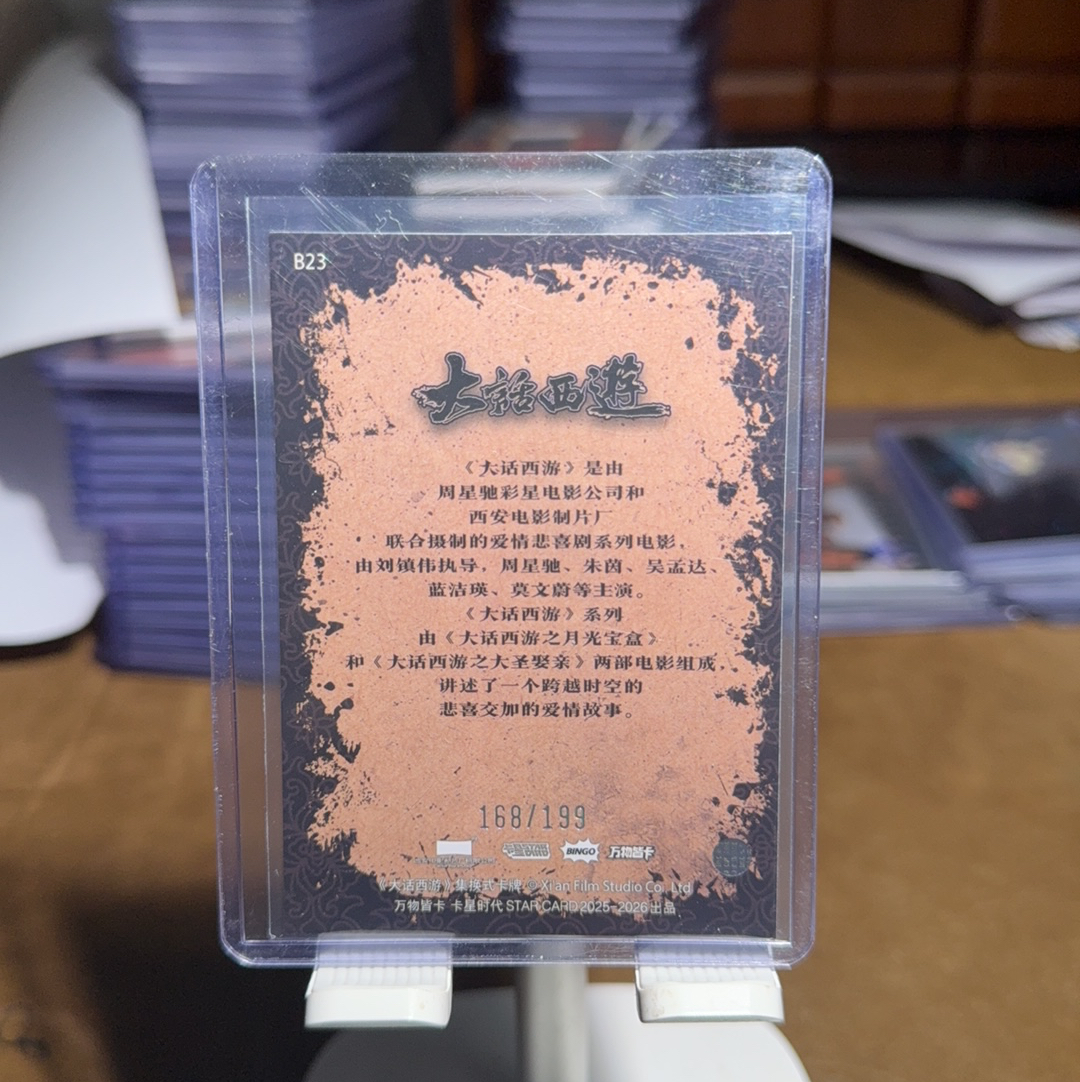 B23
大話西遊
《大话西游》是由
周星驰彩星电影公司和
西安电影制片厂
联合摄制的爱情悲喜剧系列电影，
由刘镇伟执导，周星驰、朱茵、吴孟达、
蓝洁瑛、莫文蔚等主演。
《大话西游》系列
由《大话西游之月光宝盒》
和《大话西游之大圣娶亲》两部电影组成，
讲述了一个跨越时空的
悲喜交加的爱情故事。
168/199
BINGO 万物皆卡
《大话西游》集换式卡牌 © Xi'an Film Studio Co., Ltd
万物皆卡 卡星时代 STAR CARD 2025-2026 出品